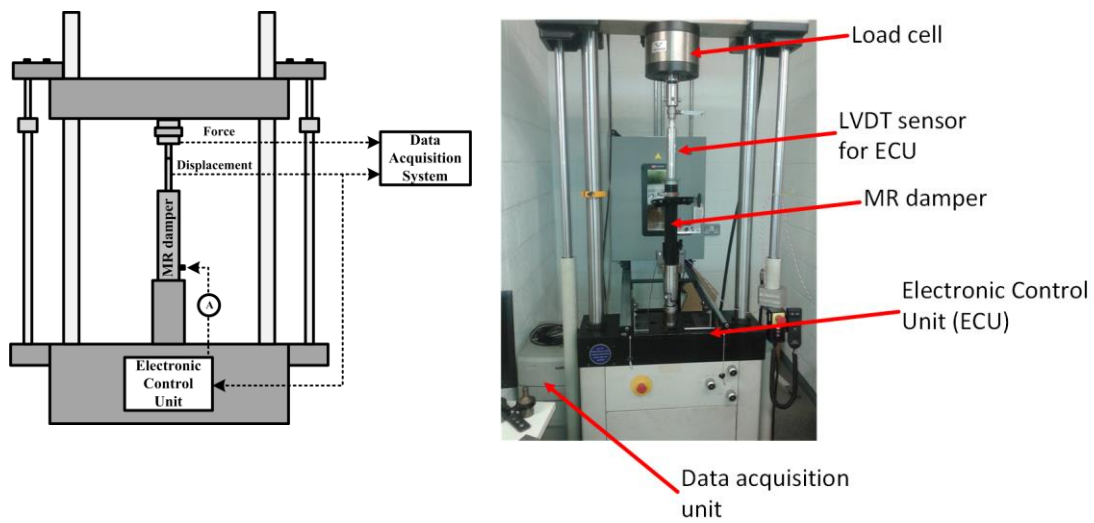 Force
Displacement
Data
Acquisition
System
MR damper
A
Electronic
Control
Unit
Load cell
LVDT sensor
for ECU
MR damper
Electronic Control
Unit (ECU)
Data acquisition
unit